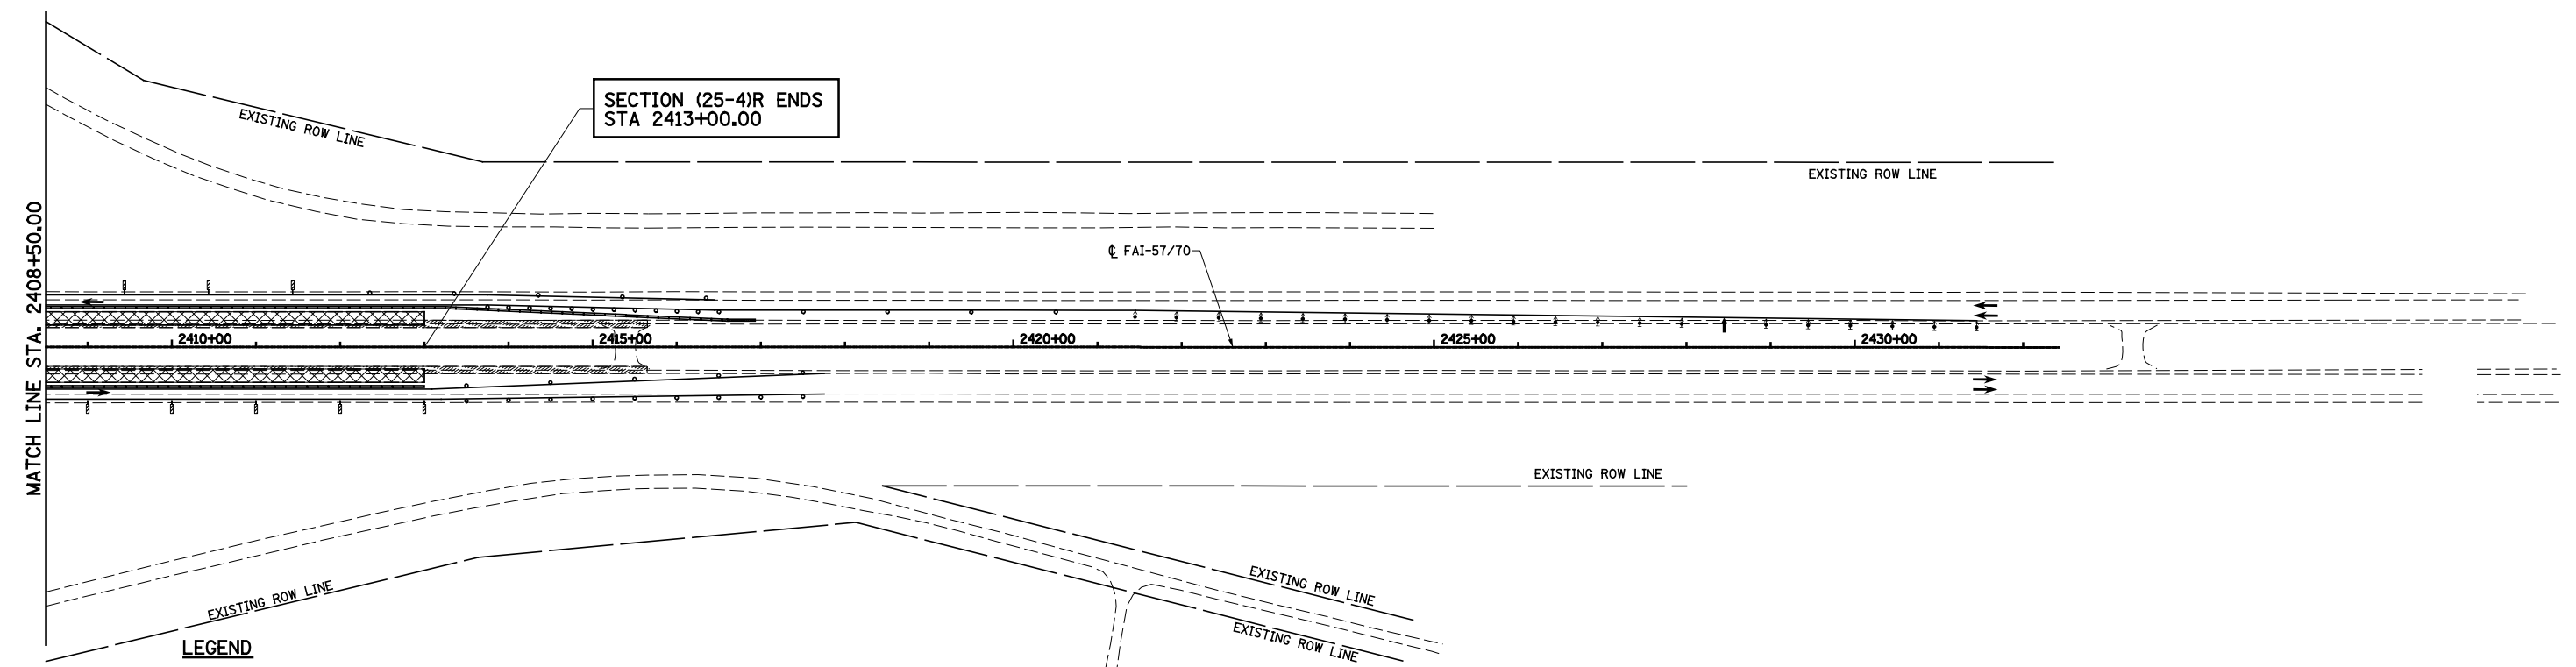 SECTION (25-4)R ENDS
STA 2413+00.00
EXISTING ROW LINE
EXISTING ROW LINE
MATCH LINE STA. 2408+50.00
℄ FAI-57/70
2410+00
2415+00
2420+00
2425+00
2430+00
EXISTING ROW LINE
EXISTING ROW LINE
EXISTING ROW LINE
EXISTING ROW LINE
LEGEND